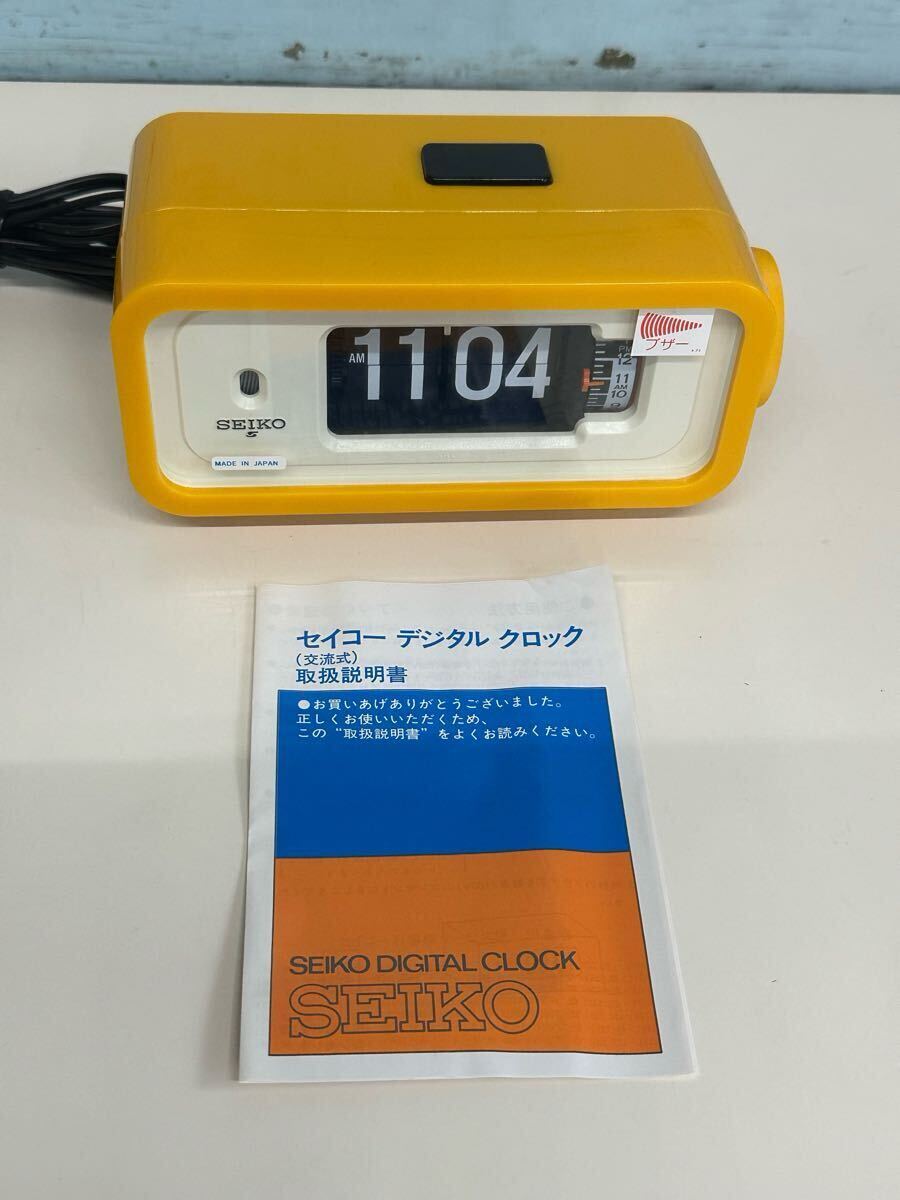 AM 11 04
PM
12
11
AM
10
ブザー
SEIKO
MADE IN JAPAN
セイコー デジタル クロック
(交流式)
取扱説明書
●お買いあげありがとうございました。
正しくお使いいただくため、
この "取扱説明書" をよくお読みください。
SEIKO DIGITAL CLOCK
SEIKO